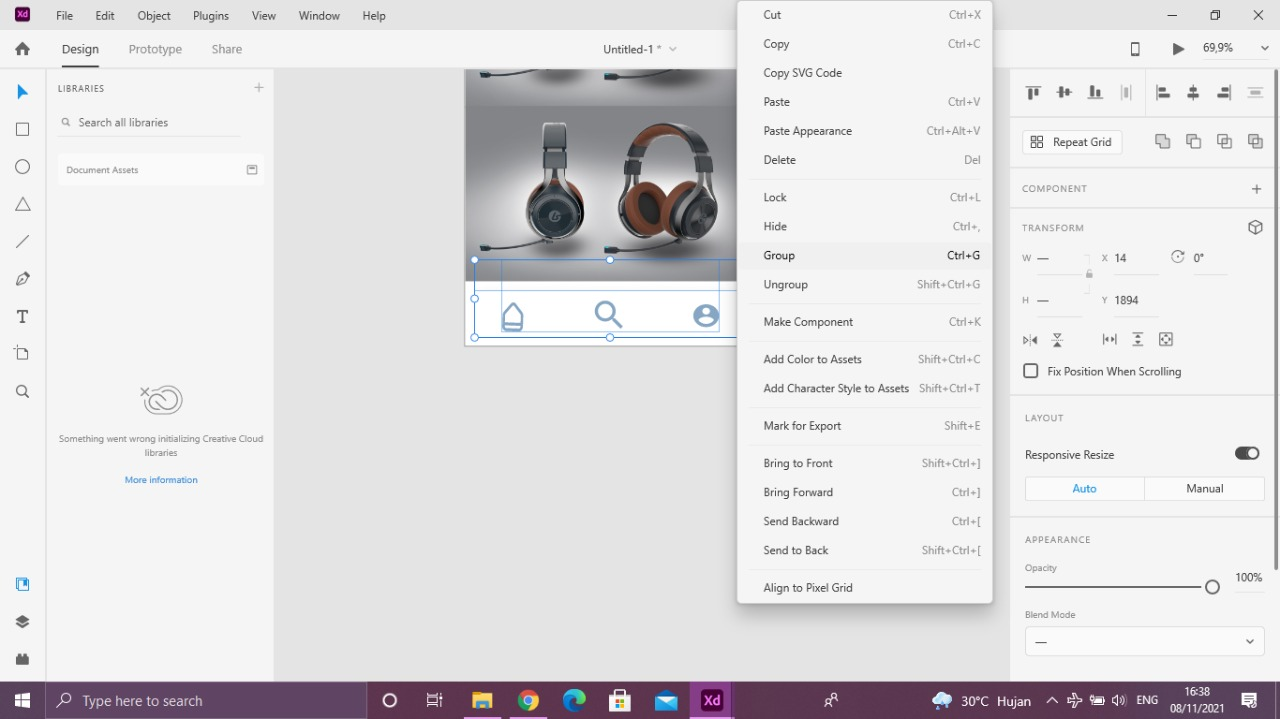 Xd File Edit Object Plugins View Window Help
Design Prototype Share
Untitled-1 *
69,9%
LIBRARIES
Search all libraries
Document Assets
Something went wrong initializing Creative Cloud
libraries
More information
Cut Ctrl+X
Copy Ctrl+C
Copy SVG Code
Paste Ctrl+V
Paste Appearance Ctrl+Alt+V
Delete Del
Lock Ctrl+L
Hide Ctrl+,
Group Ctrl+G
Ungroup Shift+Ctrl+G
Make Component Ctrl+K
Add Color to Assets Shift+Ctrl+C
Add Character Style to Assets Shift+Ctrl+T
Mark for Export Shift+E
Bring to Front Shift+Ctrl+]
Bring Forward Ctrl+]
Send Backward Ctrl+[
Send to Back Shift+Ctrl+[
Align to Pixel Grid
Repeat Grid
COMPONENT
TRANSFORM
W — X 14 0°
H — Y 1894
Fix Position When Scrolling
LAYOUT
Responsive Resize
Auto Manual
APPEARANCE
Opacity
100%
Blend Mode
—
Type here to search
Xd
30°C Hujan
ENG
16:38
08/11/2021